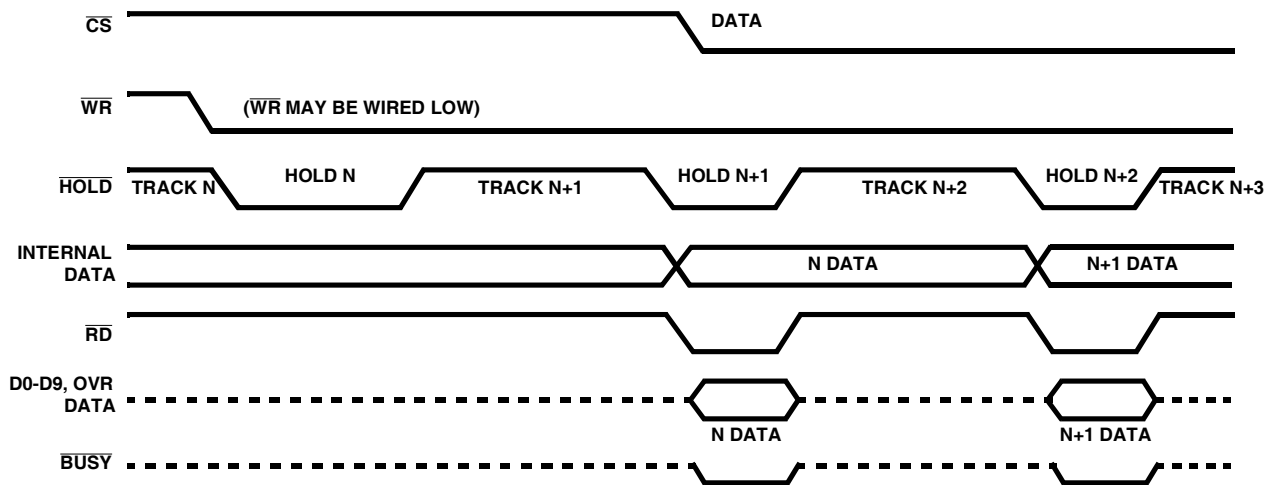 CS DATA
WR (WR MAY BE WIRED LOW)
HOLD TRACK N HOLD N TRACK N+1 HOLD N+1 TRACK N+2 HOLD N+2 TRACK N+3
INTERNAL
DATA N DATA N+1 DATA
RD
D0-D9, OVR
DATA
N DATA N+1 DATA
BUSY